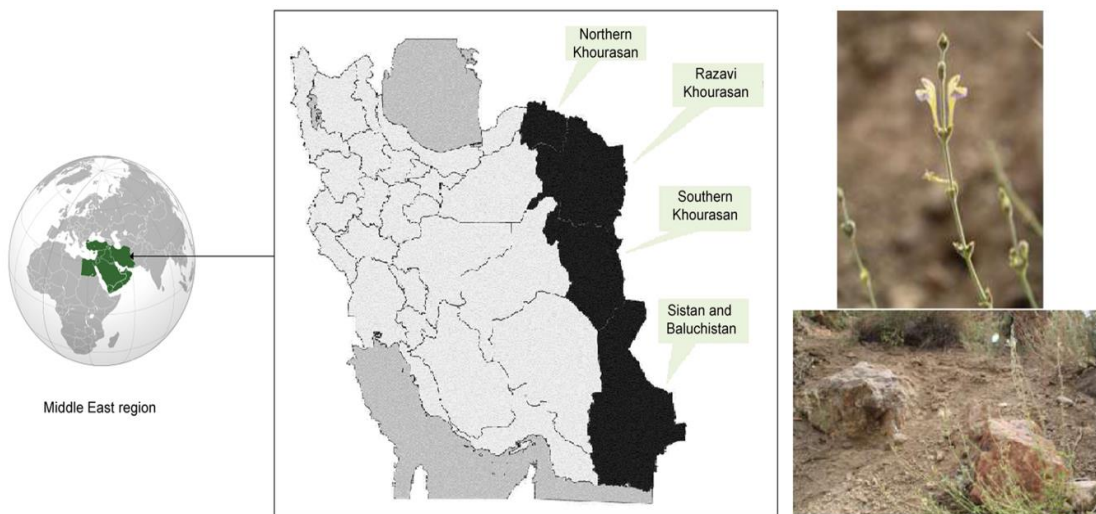 Northern
Khourasan
Razavi
Khourasan
Southern
Khourasan
Sistan and
Baluchistan
Middle East region